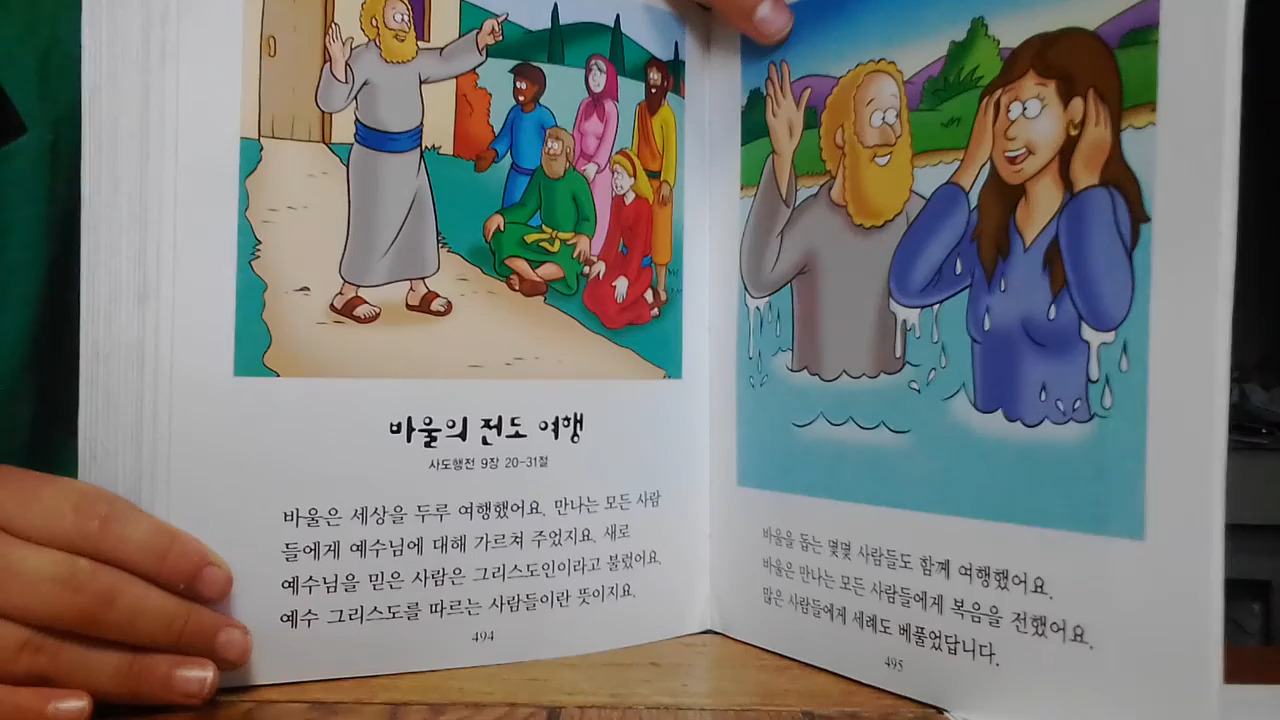 바울의 전도 여행
사도행전 9장 20-31절
바울은 세상을 두루 여행했어요. 만나는 모든 사람
들에게 예수님에 대해 가르쳐 주었지요. 새로
예수님을 믿은 사람은 그리스도인이라고 불렀어요.
예수 그리스도를 따르는 사람들이란 뜻이지요.
494
바울을 돕는 몇몇 사람들도 함께 여행했어요.
바울은 만나는 모든 사람들에게 복음을 전했어요.
많은 사람들에게 세례도 베풀었답니다.
495